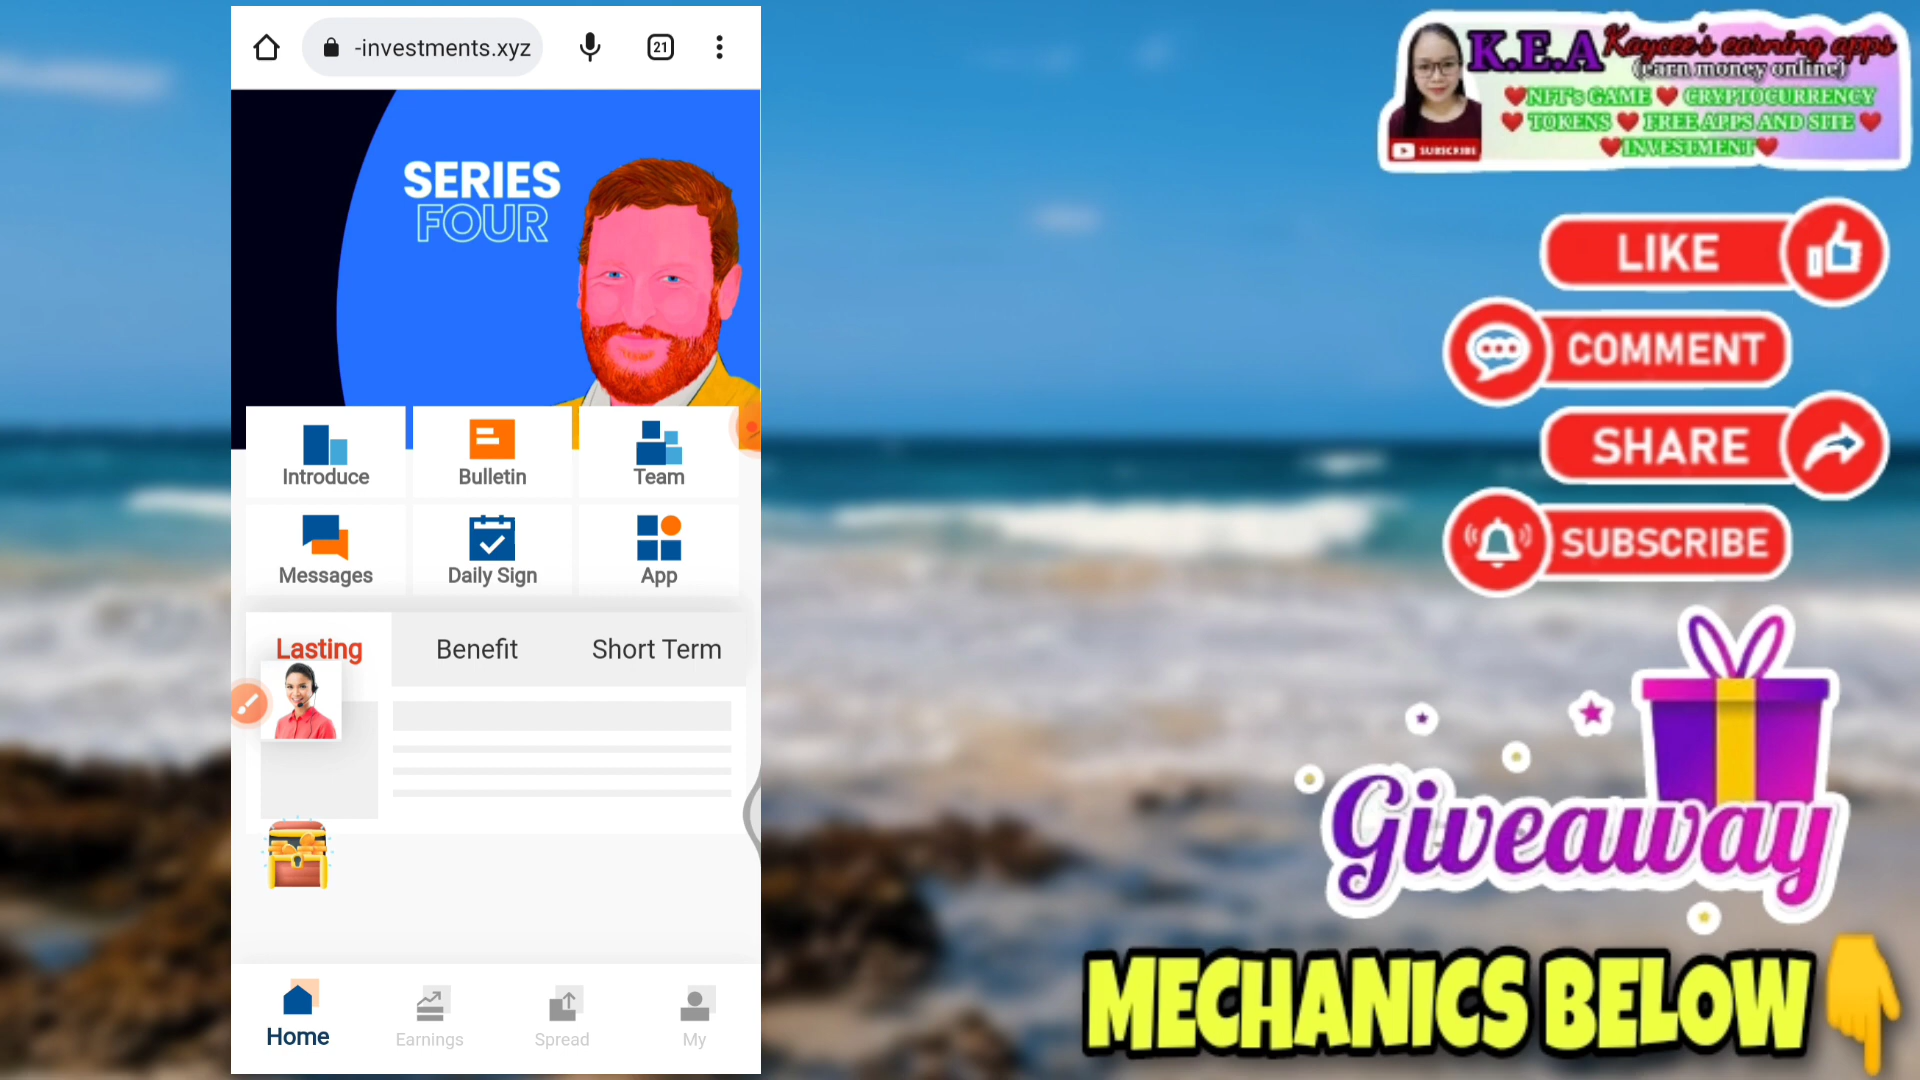 -investments.xyz
21
SERIES
FOUR
Introduce
Bulletin
Team
Messages
Daily Sign
App
Lasting
Benefit
Short Term
Home
Earnings
Spread
My
K.E.A Kaycee's earning apps
(earn money online)
NFT's GAME CRYPTOCURRENCY
TOKENS FREE APPS AND SITE
INVESTMENT
SUBSCRIBE
LIKE
COMMENT
SHARE
SUBSCRIBE
Giveaway
MECHANICS BELOW